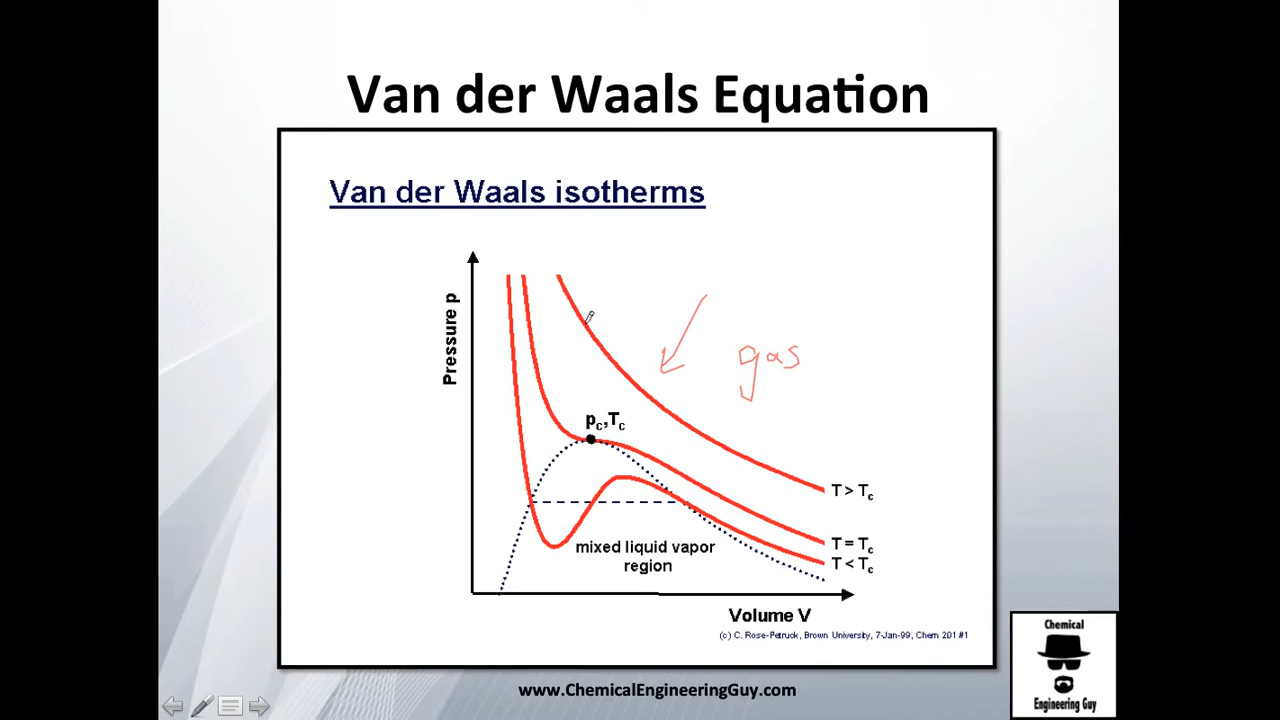 Van der Waals Equation
Van der Waals isotherms
Pressure p
gas
pc,Tc
T > Tc
T = Tc
T < Tc
mixed liquid vapor
region
Volume V
(c) C. Rose-Petruck, Brown University, 7-Jan-99, Chem 201 #1
Chemical
Engineering Guy
www.ChemicalEngineeringGuy.com